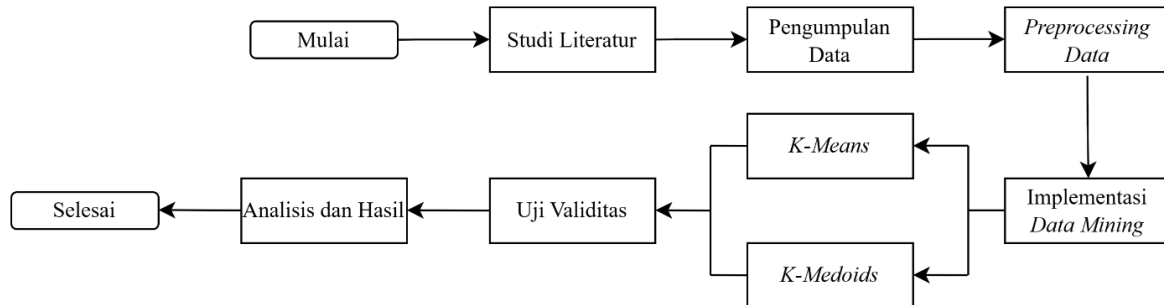 Mulai
Studi Literatur
Pengumpulan
Data
Preprocessing
Data
Implementasi
Data Mining
K-Means
K-Medoids
Uji Validitas
Analisis dan Hasil
Selesai